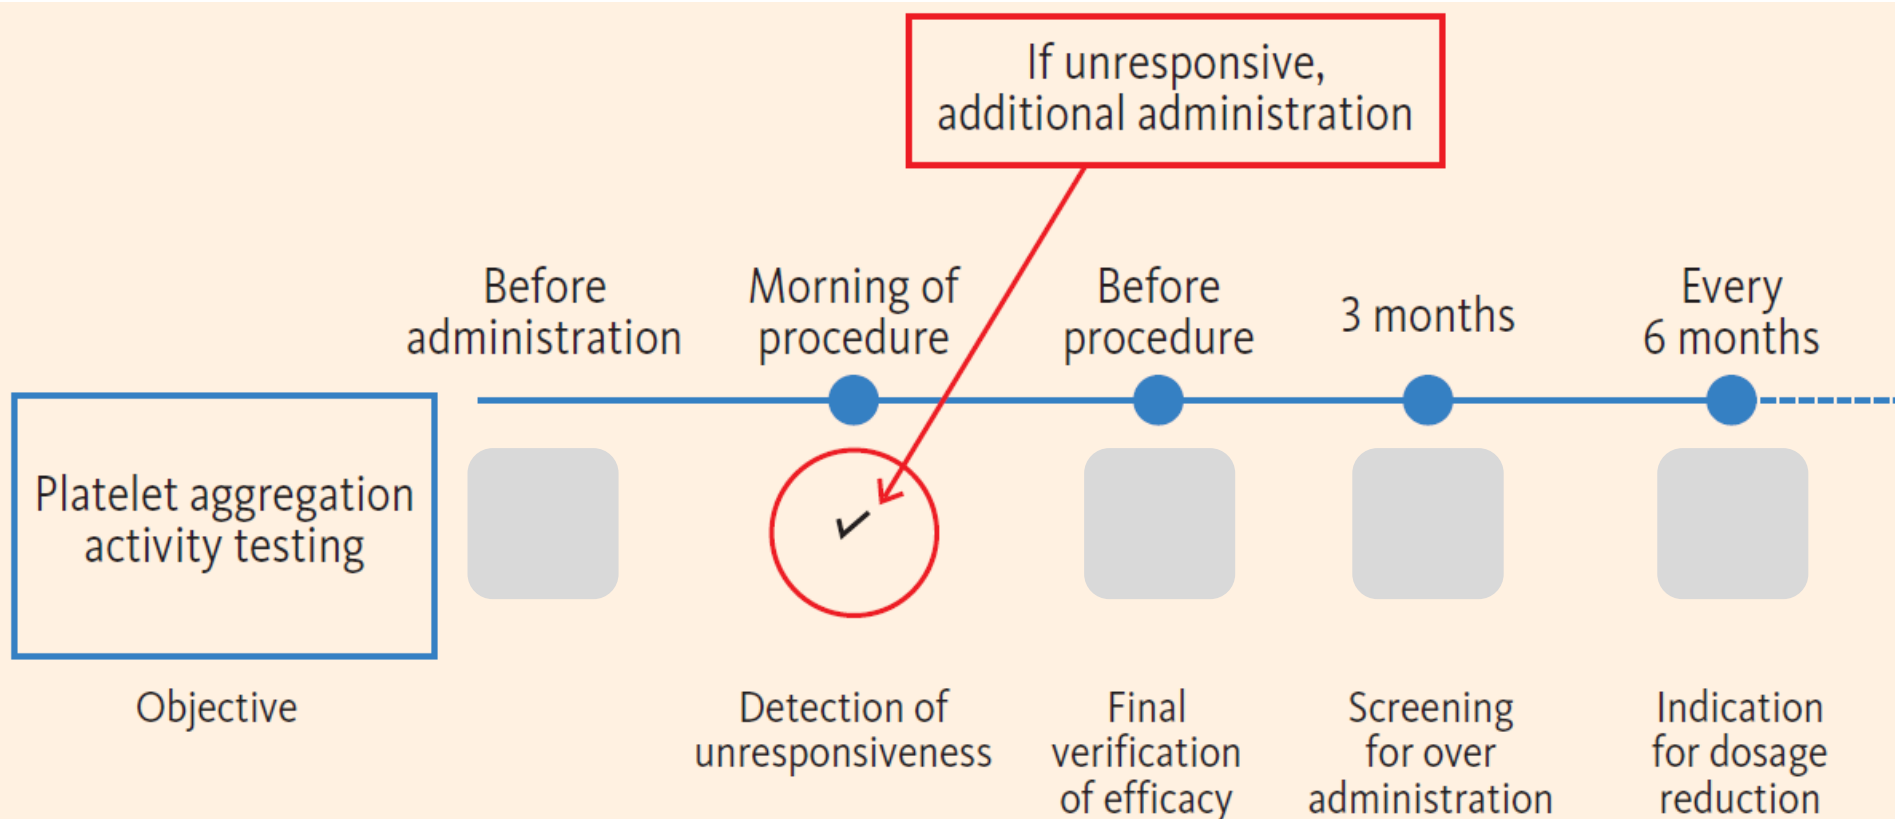 If unresponsive,
additional administration
Before
administration
Morning of
procedure
Before
procedure
3 months
Every
6 months
Platelet aggregation
activity testing
Objective
Detection of
unresponsiveness
Final
verification
of efficacy
Screening
for over
administration
Indication
for dosage
reduction